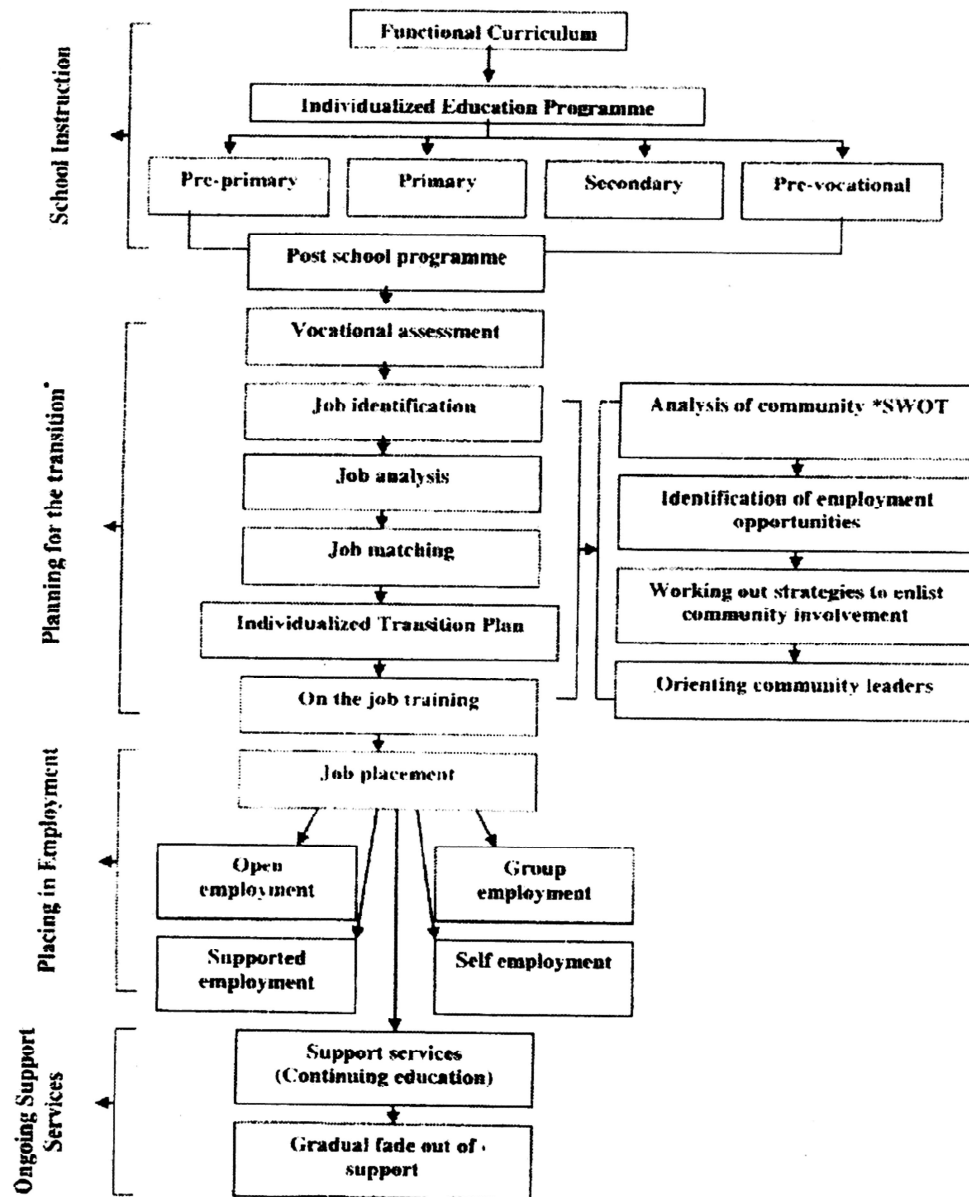 School Instruction
Functional Curriculum
Individualized Education Programme
Pre-primary
Primary
Secondary
Pre-vocational
Post school programme
Planning for the transition*
Vocational assessment
Job identification
Job analysis
Job matching
Individualized Transition Plan
On the job training
Analysis of community *SWOT
Identification of employment
opportunities
Working out strategies to enlist
community involvement
Orienting community leaders
Placing in Employment
Job placement
Open
employment
Group
employment
Supported
employment
Self employment
Ongoing Support
Services
Support services
(Continuing education)
Gradual fade out of
support